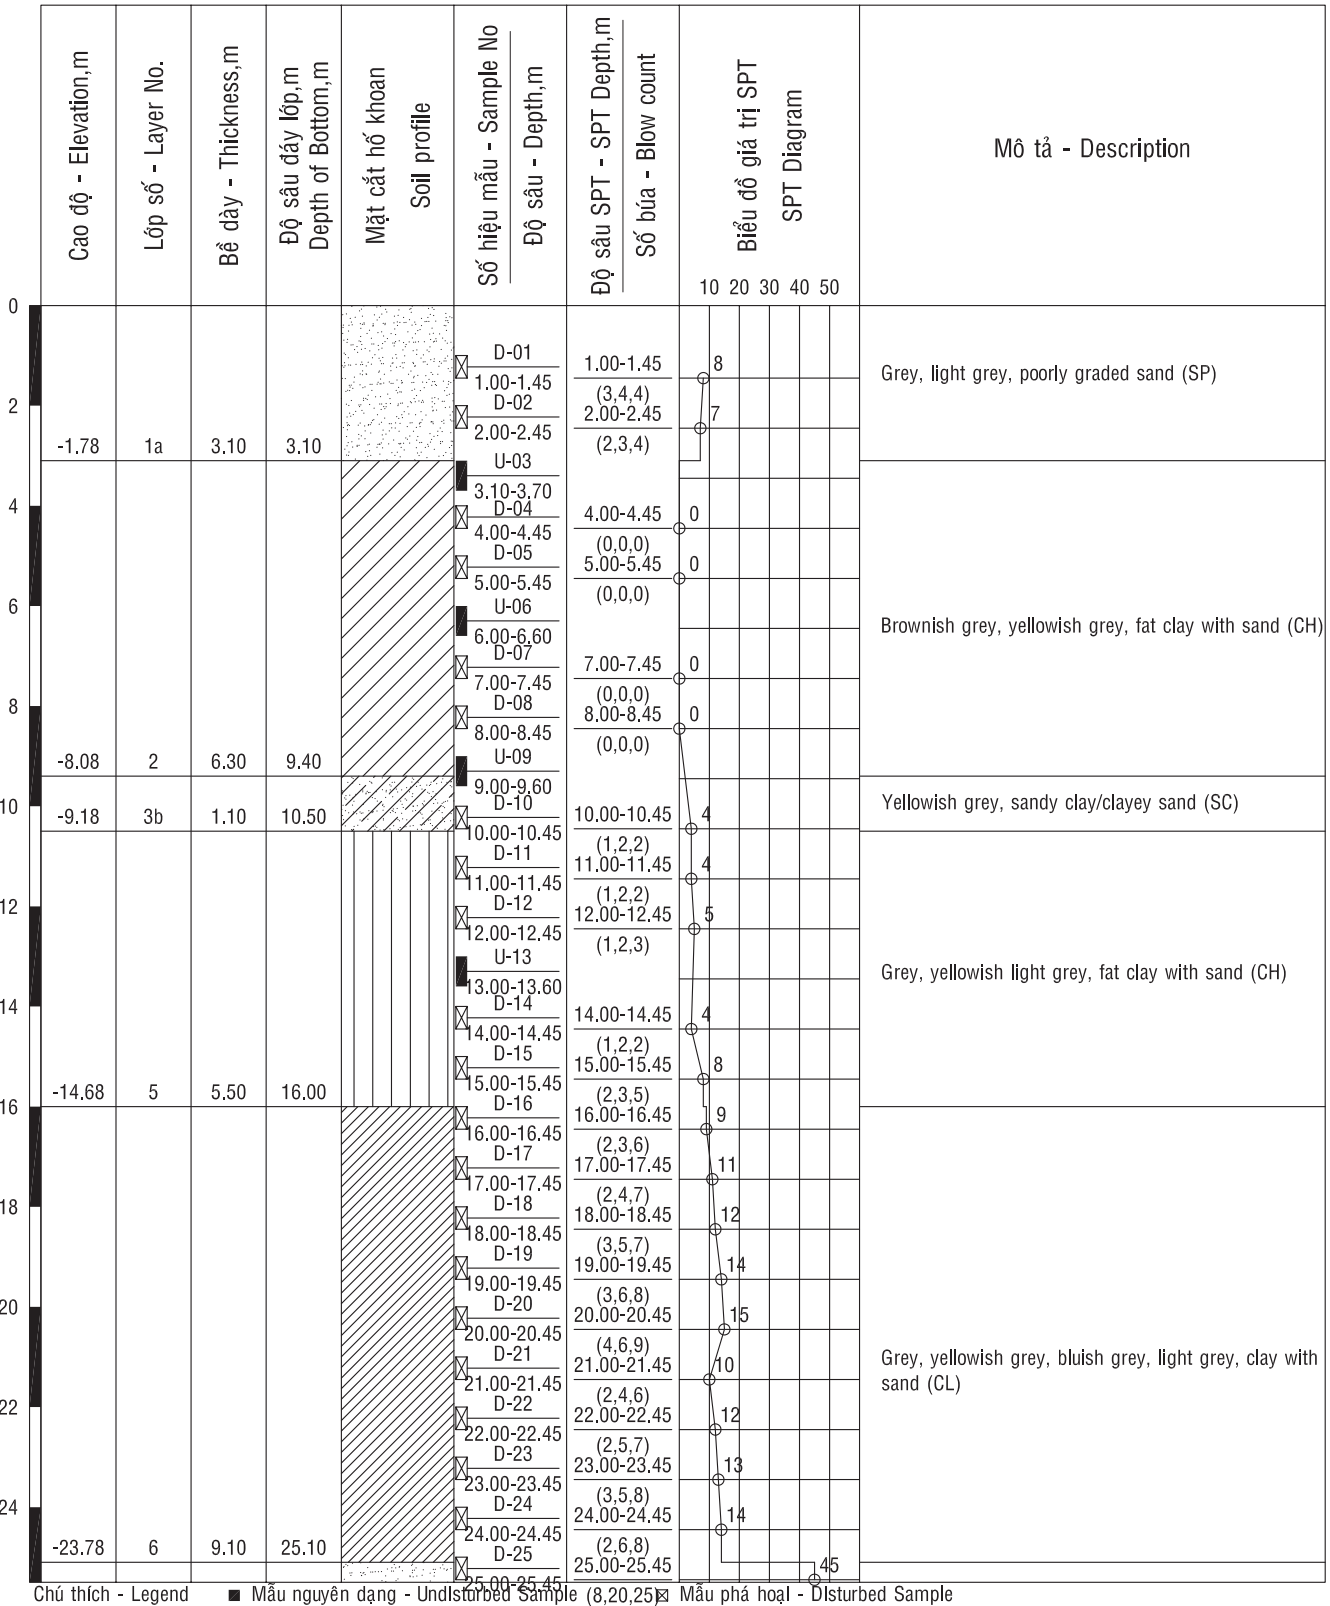 Cao độ - Elevation,m
Lớp số - Layer No.
Bề dày - Thickness,m
Độ sâu đáy lớp,m
Depth of Bottom,m
Mặt cắt hố khoan
Soil profile
Số hiệu mẫu - Sample No
Độ sâu - Depth,m
Độ sâu SPT - SPT Depth,m
Số búa - Blow count
Biểu đồ giá trị SPT
SPT Diagram
10 20 30 40 50
Mô tả - Description
0
D-01 1.00-1.45 8
1.00-1.45 (3,4,4)
Grey, light grey, poorly graded sand (SP)
2
D-02 2.00-2.45 7
2.00-2.45 (2,3,4)
-1.78 1a 3.10 3.10
U-03
3.10-3.70
4
D-04 4.00-4.45 0
4.00-4.45 (0,0,0)
D-05 5.00-5.45 0
5.00-5.45 (0,0,0)
6
U-06
6.00-6.60
Brownish grey, yellowish grey, fat clay with sand (CH)
D-07 7.00-7.45 0
7.00-7.45 (0,0,0)
8
D-08 8.00-8.45 0
8.00-8.45 (0,0,0)
-8.08 2 6.30 9.40
U-09
9.00-9.60
Yellowish grey, sandy clay/clayey sand (SC)
10
-9.18 3b 1.10 10.50
D-10 10.00-10.45 4
10.00-10.45 (1,2,2)
D-11 11.00-11.45 4
11.00-11.45 (1,2,2)
12
D-12 12.00-12.45 5
12.00-12.45 (1,2,3)
U-13
13.00-13.60
Grey, yellowish light grey, fat clay with sand (CH)
14
D-14 14.00-14.45 4
14.00-14.45 (1,2,2)
D-15 15.00-15.45 8
15.00-15.45 (2,3,5)
-14.68 5 5.50 16.00
16
D-16 16.00-16.45 9
16.00-16.45 (2,3,6)
D-17 17.00-17.45 11
17.00-17.45 (2,4,7)
18
D-18 18.00-18.45 12
18.00-18.45 (3,5,7)
D-19 19.00-19.45 14
19.00-19.45 (3,6,8)
20
D-20 20.00-20.45 15
20.00-20.45 (4,6,9)
D-21 21.00-21.45 10
21.00-21.45 (2,4,6)
Grey, yellowish grey, bluish grey, light grey, clay with
sand (CL)
22
D-22 22.00-22.45 12
22.00-22.45 (2,5,7)
D-23 23.00-23.45 13
23.00-23.45 (3,5,8)
24
D-24 24.00-24.45 14
24.00-24.45 (2,6,8)
-23.78 6 9.10 25.10
D-25 25.00-25.45 45
25.00-25.45 (8,20,25)
Chú thích - Legend Mẫu nguyên dạng - Undisturbed Sample Mẫu phá hoại - Disturbed Sample